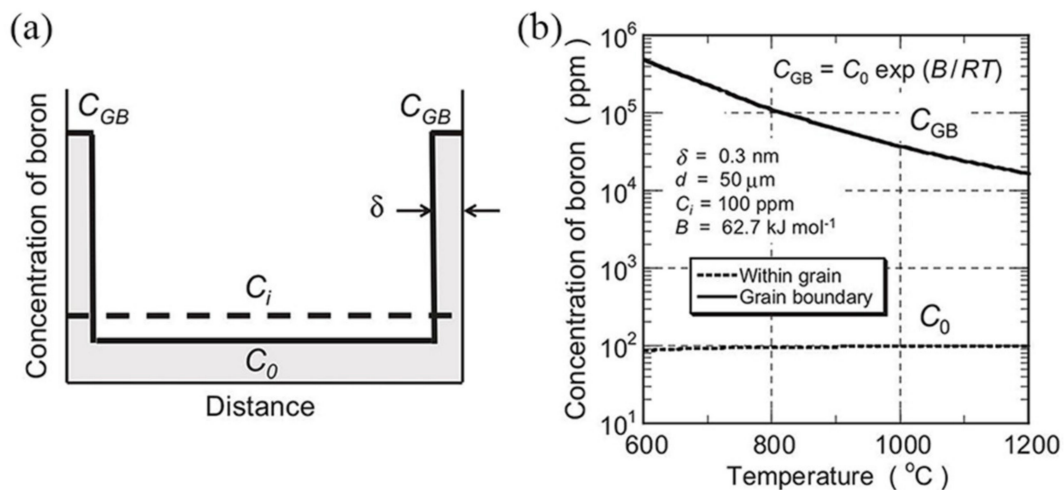 (a)
Concentration of boron
C_GB
C_GB
δ
C_i
C_0
Distance
(b)
Concentration of boron ( ppm )
10^6
10^5
10^4
10^3
10^2
10^1
C_GB = C_0 exp (B/RT)
C_GB
δ = 0.3 nm
d = 50 μm
C_i = 100 ppm
B = 62.7 kJ mol^-1
Within grain
Grain boundary
C_0
600
800
1000
1200
Temperature ( °C )